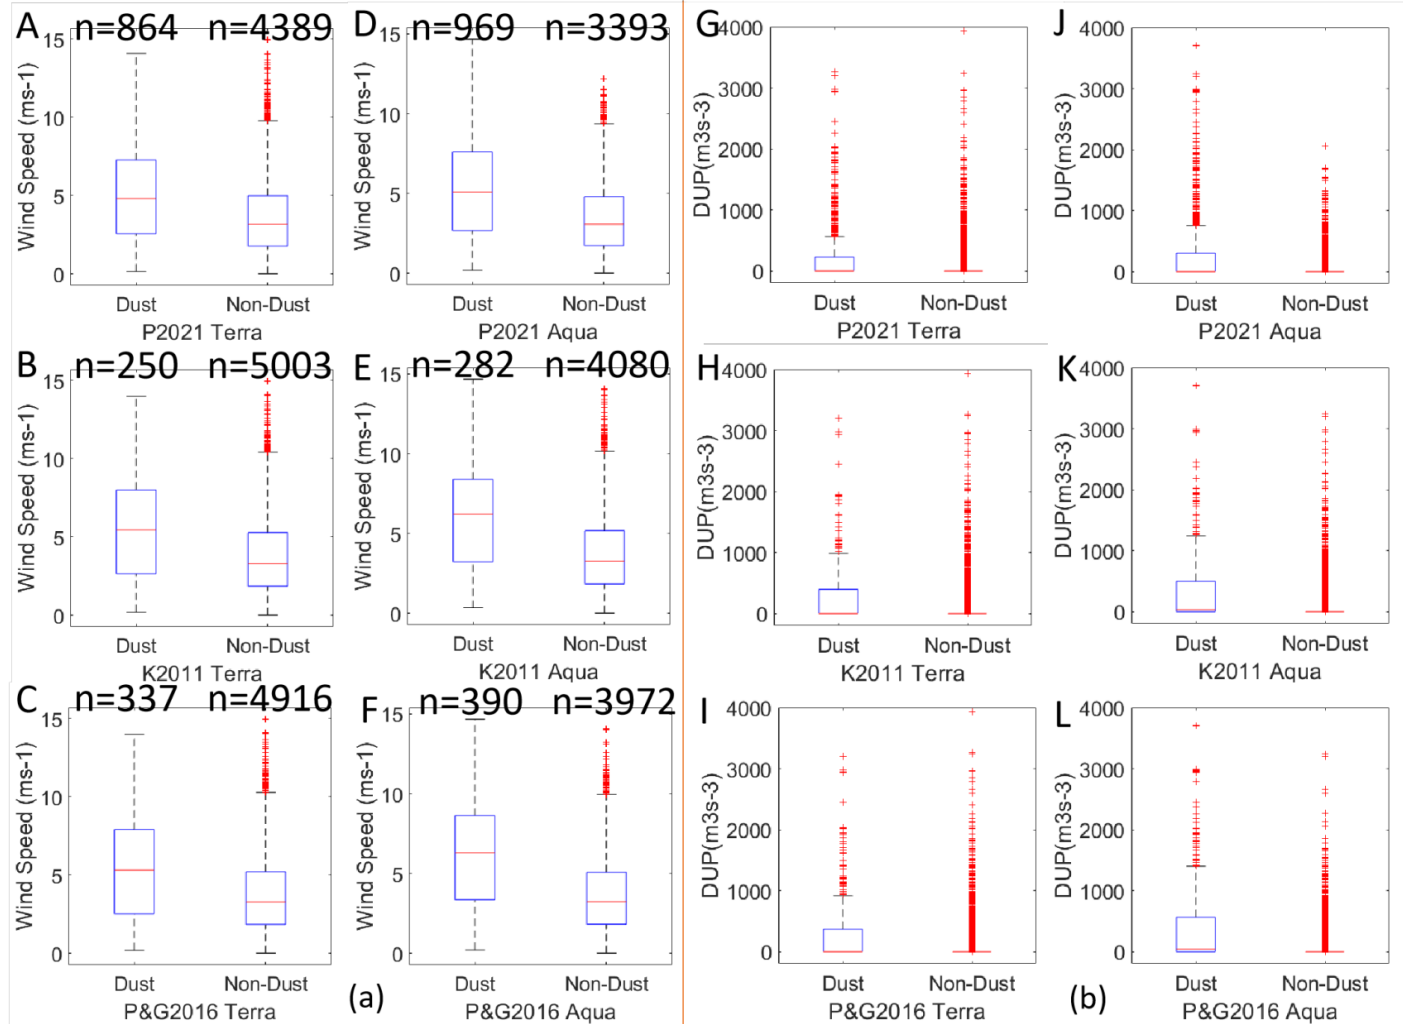 A n=864 n=4389
Wind Speed (ms-1)
15
10
5
0
Dust Non-Dust
P2021 Terra
D n=969 n=3393
Wind Speed (ms-1)
15
10
5
0
Dust Non-Dust
P2021 Aqua
G
DUP(m3s-3)
4000
3000
2000
1000
0
Dust Non-Dust
P2021 Terra
J
DUP(m3s-3)
4000
3000
2000
1000
0
Dust Non-Dust
P2021 Aqua
B n=250 n=5003
Wind Speed (ms-1)
15
10
5
0
Dust Non-Dust
K2011 Terra
E n=282 n=4080
Wind Speed (ms-1)
15
10
5
0
Dust Non-Dust
K2011 Aqua
H
DUP(m3s-3)
4000
3000
2000
1000
0
Dust Non-Dust
K2011 Terra
K
DUP(m3s-3)
4000
3000
2000
1000
0
Dust Non-Dust
K2011 Aqua
C n=337 n=4916
Wind Speed (ms-1)
15
10
5
0
Dust Non-Dust
P&G2016 Terra
F n=390 n=3972
Wind Speed (ms-1)
15
10
5
0
Dust Non-Dust
P&G2016 Aqua
(a)
I
DUP(m3s-3)
4000
3000
2000
1000
0
Dust Non-Dust
P&G2016 Terra
L
DUP(m3s-3)
4000
3000
2000
1000
0
Dust Non-Dust
P&G2016 Aqua
(b)